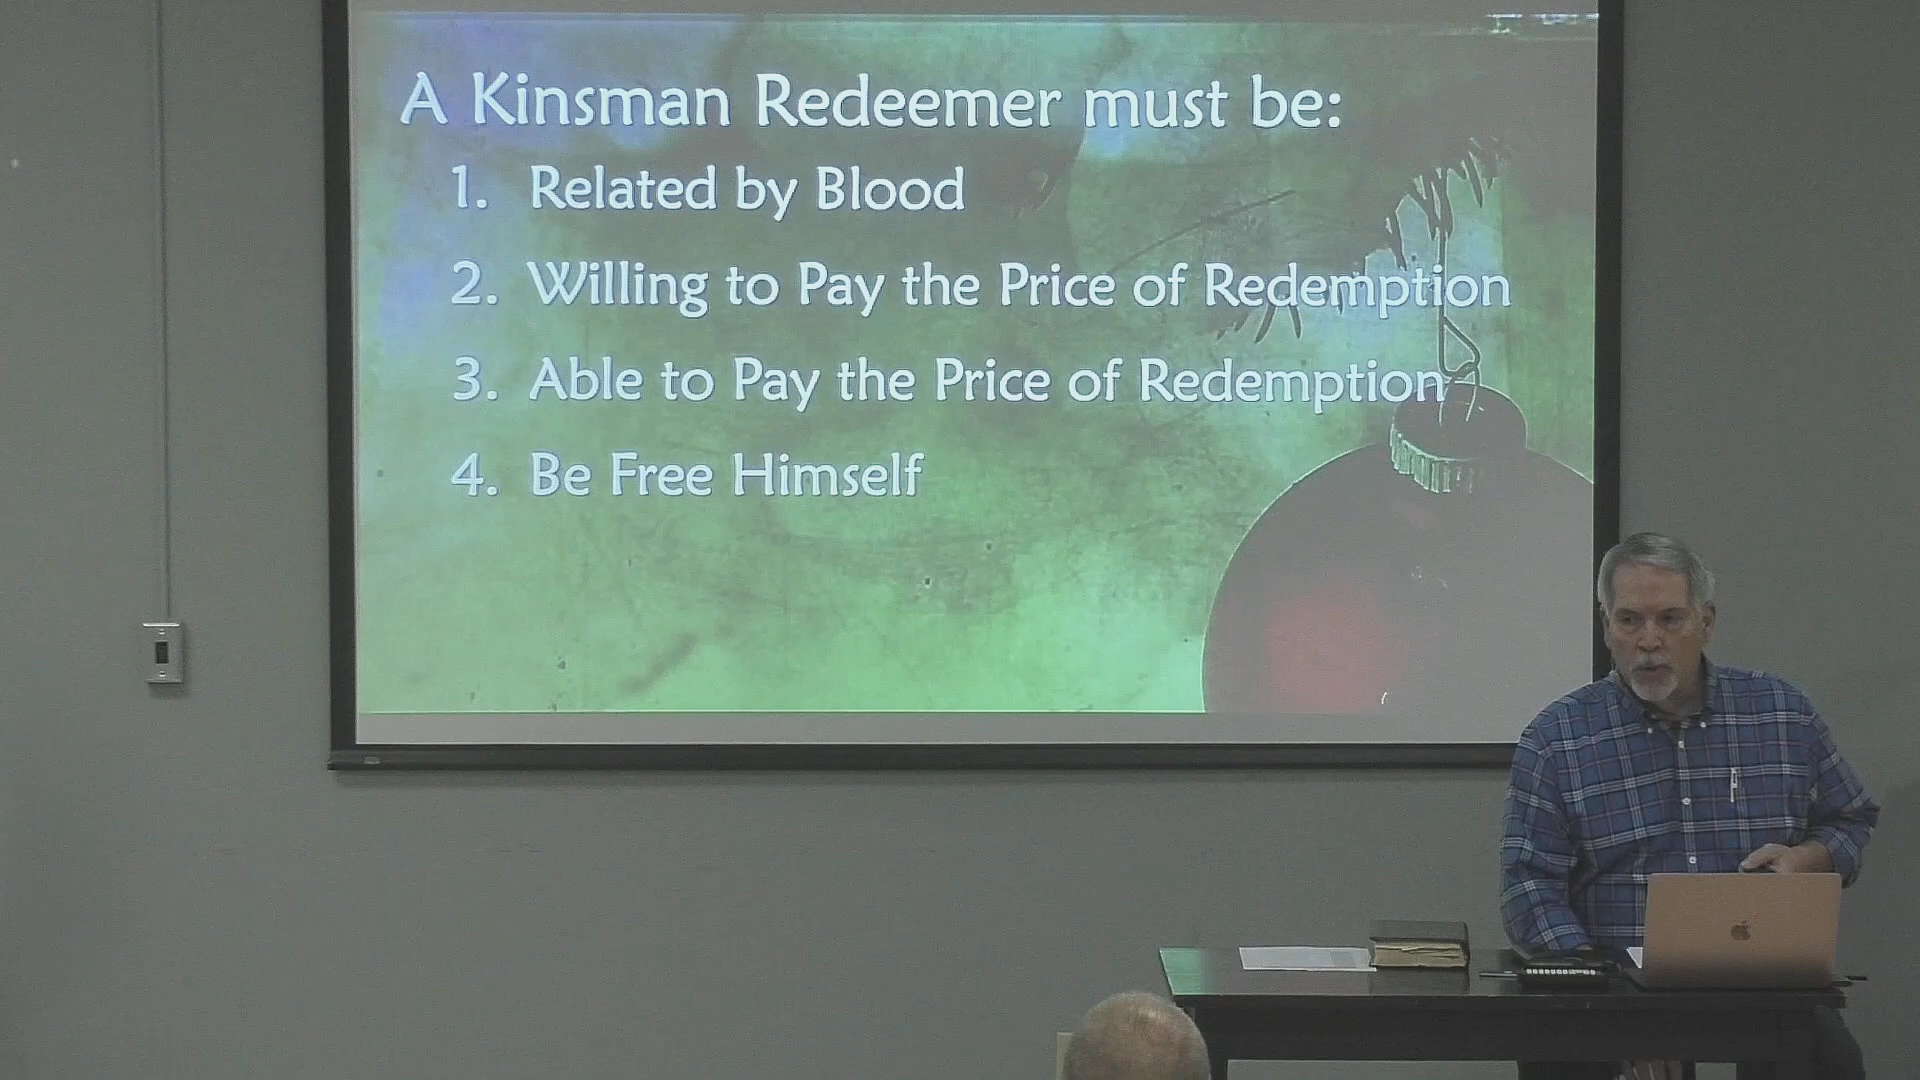 A Kinsman Redeemer must be:
1. Related by Blood
2. Willing to Pay the Price of Redemption
3. Able to Pay the Price of Redemption
4. Be Free Himself